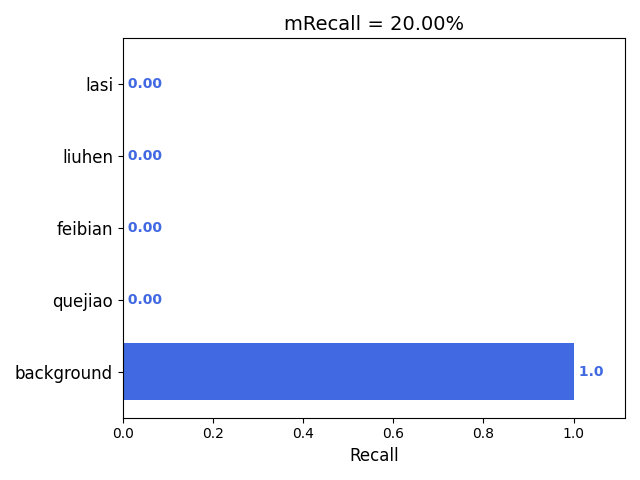 mRecall = 20.00%
lasi 0.00
liuhen 0.00
feibian 0.00
quejiao 0.00
background 1.0
0.0 0.2 0.4 0.6 0.8 1.0
Recall